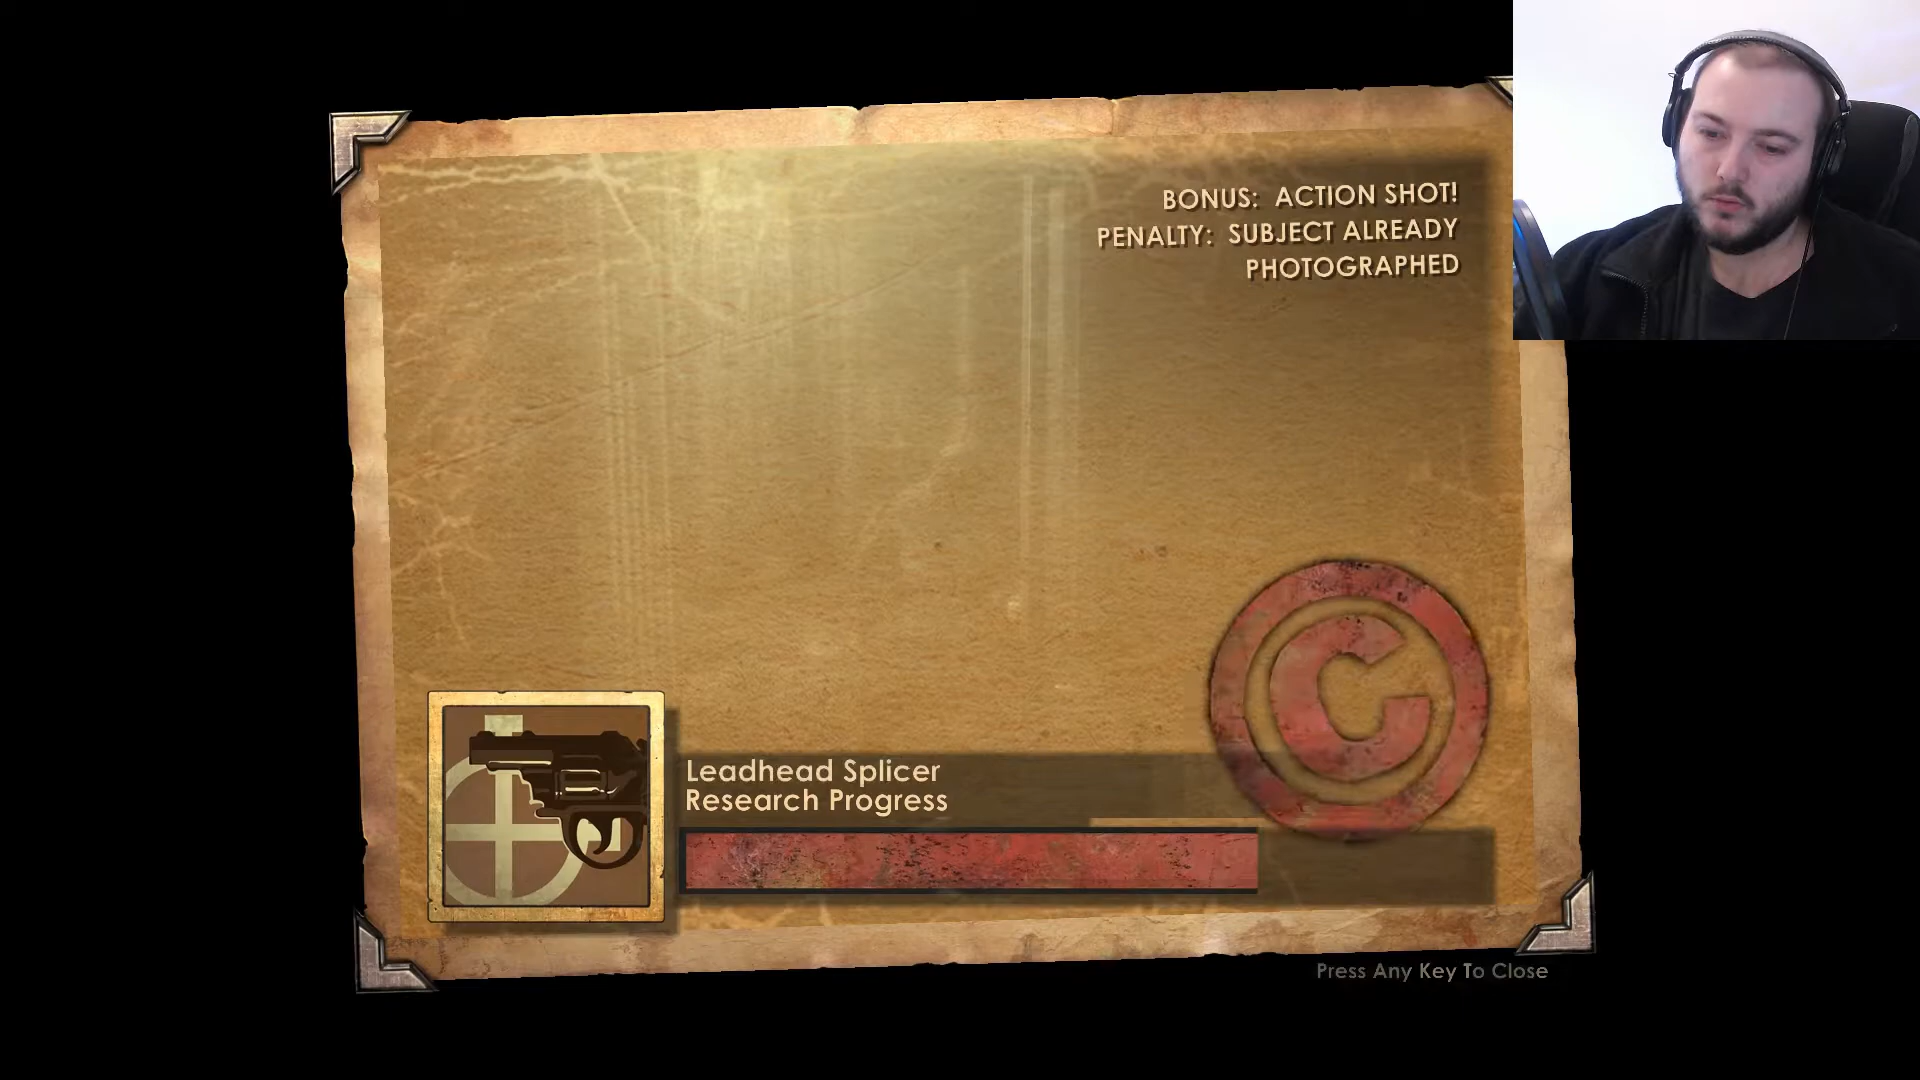 BONUS: ACTION SHOT!
PENALTY: SUBJECT ALREADY
PHOTOGRAPHED
C
Leadhead Splicer
Research Progress
Press Any Key To Close